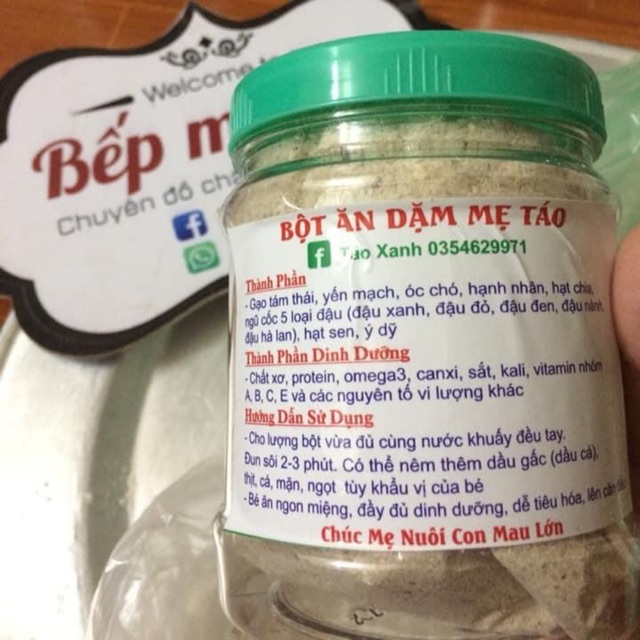 Welcome
Bếp
Chuyên đồ
BỘT ĂN DẶM MẸ TÁO
Táo Xanh 0354629971
Thành Phần
- Gạo tám thái, yến mạch, óc chó, hạnh nhân, hạt chia,
ngũ cốc 5 loại đậu (đậu xanh, đậu đỏ, đậu đen, đậu nành,
đậu hà lan), hạt sen, ý dỹ
Thành Phần Dinh Dưỡng
- Chất xơ, protein, omega3, canxi, sắt, kali, vitamin nhóm
A, B, C, E và các nguyên tố vi lượng khác
Hướng Dẫn Sử Dụng
- Cho lượng bột vừa đủ cùng nước khuấy đều tay.
Đun sôi 2-3 phút. Có thể nêm thêm dầu gấc (dầu cá),
thịt, cá, mặn, ngọt tùy khẩu vị của bé
- Bé ăn ngon miệng, đầy đủ dinh dưỡng, dễ tiêu hóa, lên cân
Chúc Mẹ Nuôi Con Mau Lớn